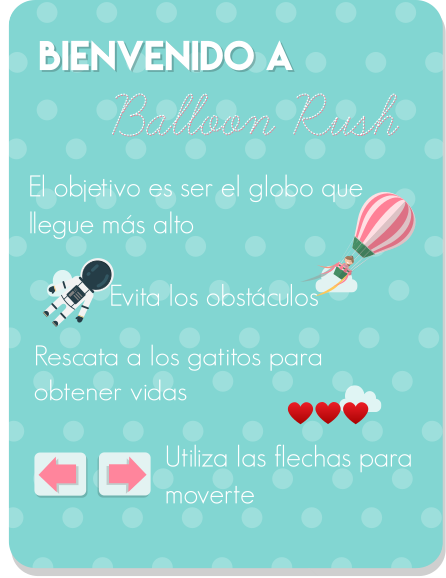 BIENVENIDO A
Balloon Rush
El objetivo es ser el globo que
llegue más alto
Evita los obstáculos
Rescata a los gatitos para
obtener vidas
Utiliza las flechas para
moverte